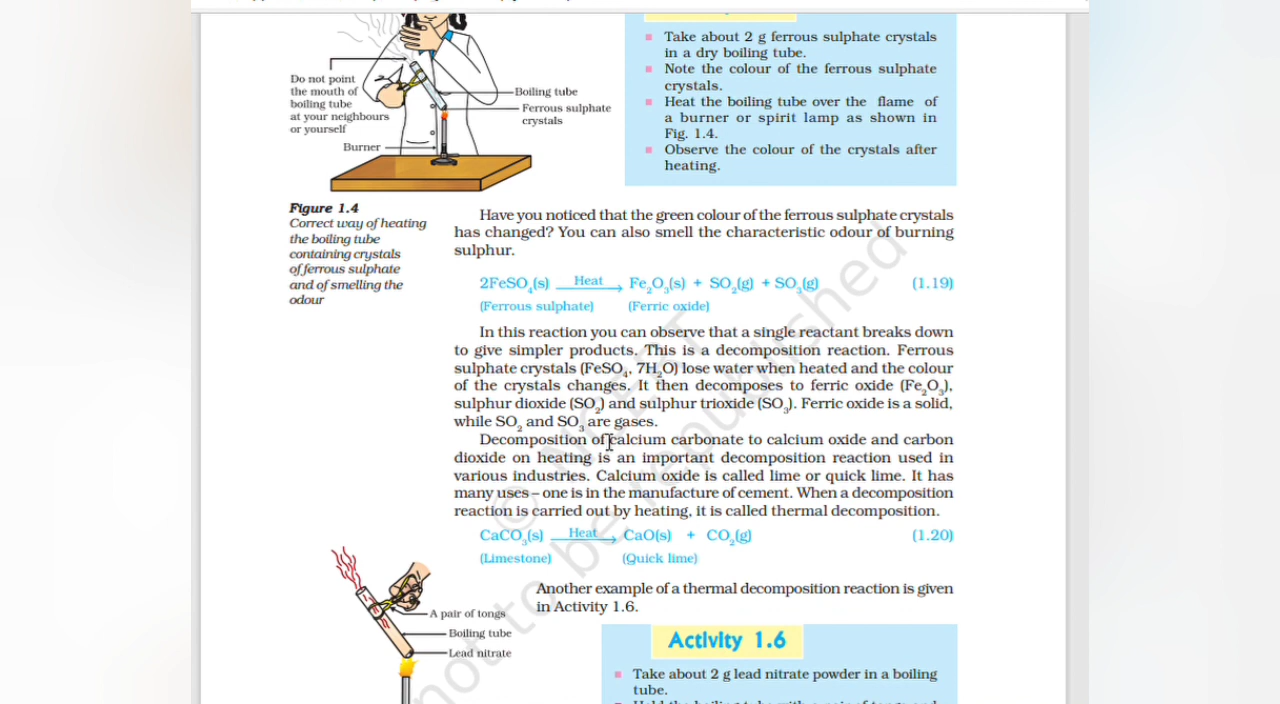 Take about 2 g ferrous sulphate crystals
in a dry boiling tube.
Note the colour of the ferrous sulphate
crystals.
Heat the boiling tube over the flame of
a burner or spirit lamp as shown in
Fig. 1.4.
Observe the colour of the crystals after
heating.
Do not point
the mouth of
boiling tube
at your neighbours
or yourself
Boiling tube
Ferrous sulphate
crystals
Burner
Figure 1.4
Correct way of heating
the boiling tube
containing crystals
of ferrous sulphate
and of smelling the
odour
Have you noticed that the green colour of the ferrous sulphate crystals
has changed? You can also smell the characteristic odour of burning
sulphur.
2FeSO₄(s) —Heat→ Fe₂O₃(s) + SO₂(g) + SO₃(g) (1.19)
(Ferrous sulphate) (Ferric oxide)
In this reaction you can observe that a single reactant breaks down
to give simpler products. This is a decomposition reaction. Ferrous
sulphate crystals (FeSO₄, 7H₂O) lose water when heated and the colour
of the crystals changes. It then decomposes to ferric oxide (Fe₂O₃),
sulphur dioxide (SO₂) and sulphur trioxide (SO₃). Ferric oxide is a solid,
while SO₂ and SO₃ are gases.
Decomposition of calcium carbonate to calcium oxide and carbon
dioxide on heating is an important decomposition reaction used in
various industries. Calcium oxide is called lime or quick lime. It has
many uses – one is in the manufacture of cement. When a decomposition
reaction is carried out by heating, it is called thermal decomposition.
CaCO₃(s) —Heat→ CaO(s) + CO₂(g) (1.20)
(Limestone) (Quick lime)
Another example of a thermal decomposition reaction is given
in Activity 1.6.
A pair of tongs
Boiling tube
Lead nitrate
Activity 1.6
Take about 2 g lead nitrate powder in a boiling
tube.
© NCERT
not to be republished